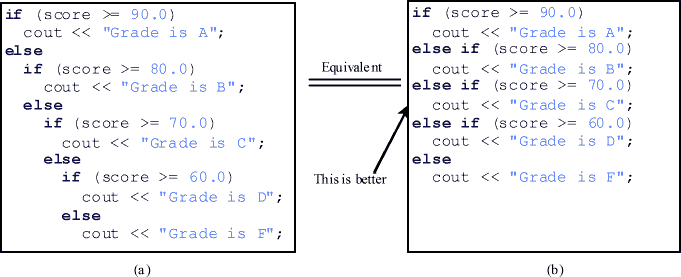 if (score >= 90.0)
cout << "Grade is A";
else
if (score >= 80.0)
cout << "Grade is B";
else
if (score >= 70.0)
cout << "Grade is C";
else
if (score >= 60.0)
cout << "Grade is D";
else
cout << "Grade is F";
(a)
Equivalent
This is better
if (score >= 90.0)
cout << "Grade is A";
else if (score >= 80.0)
cout << "Grade is B";
else if (score >= 70.0)
cout << "Grade is C";
else if (score >= 60.0)
cout << "Grade is D";
else
cout << "Grade is F";
(b)